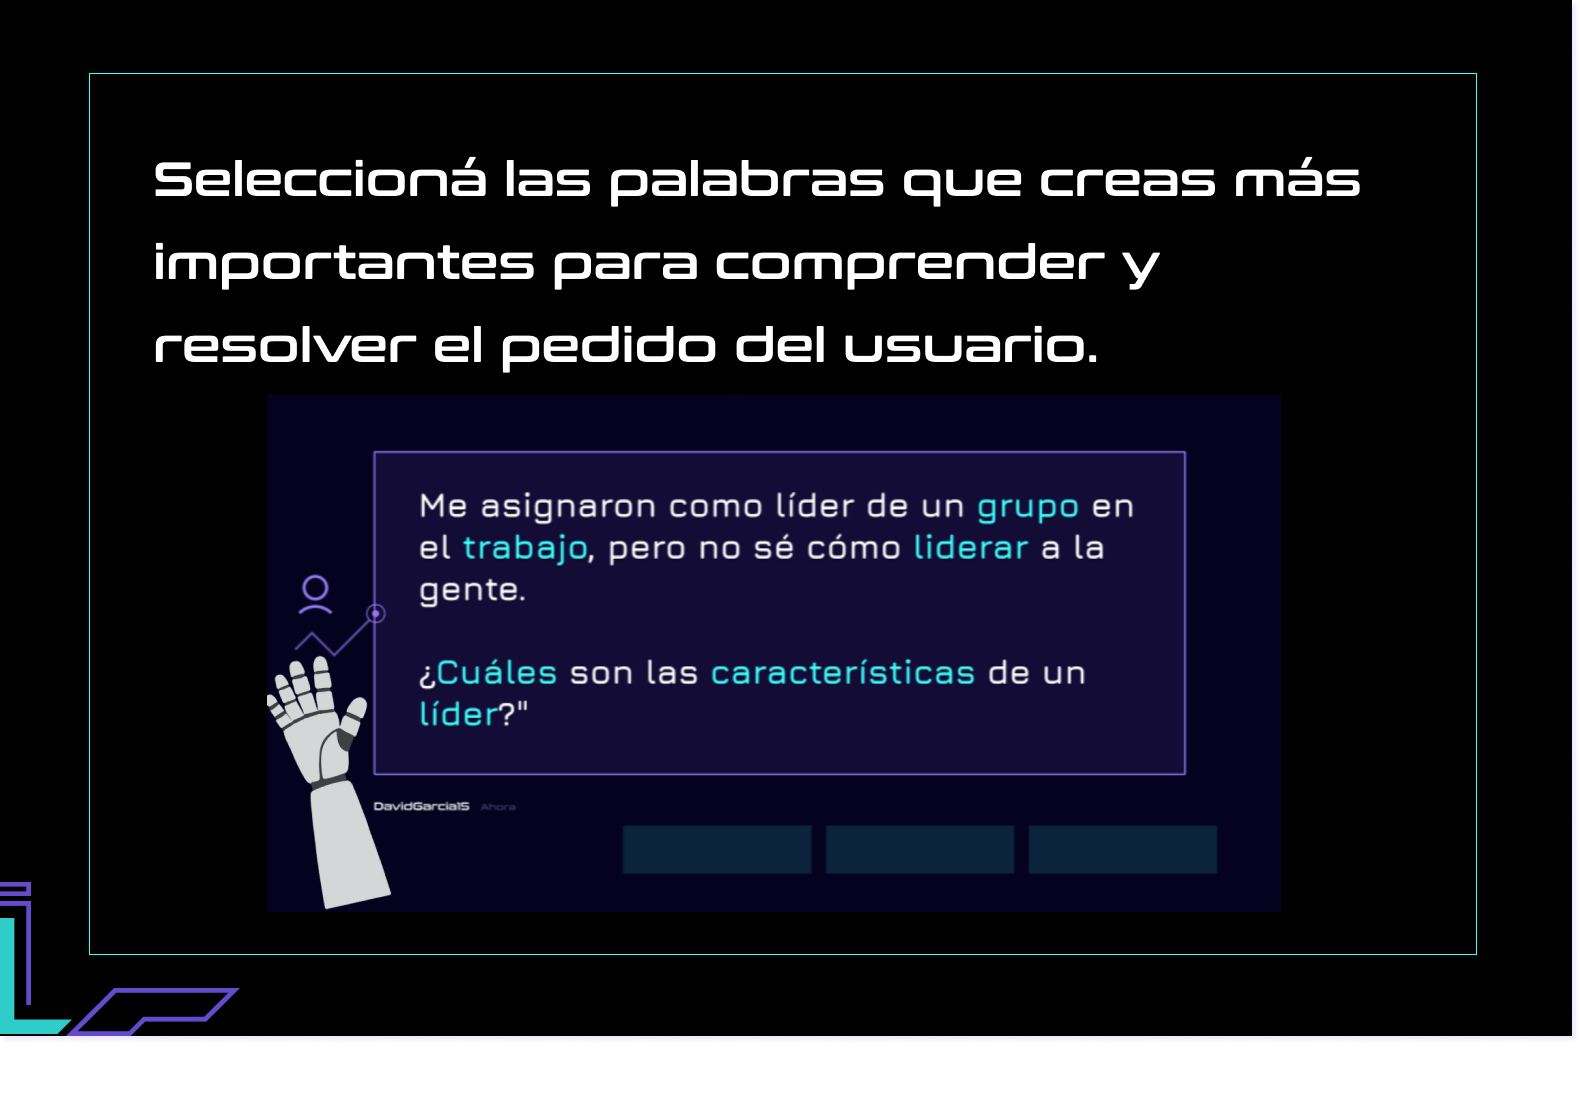 Seleccioná las palabras que creas más
importantes para comprender y
resolver el pedido del usuario.
Me asignaron como líder de un grupo en
el trabajo, pero no sé cómo liderar a la
gente.
¿Cuáles son las características de un
líder?"
DavidGarcia15 Ahora